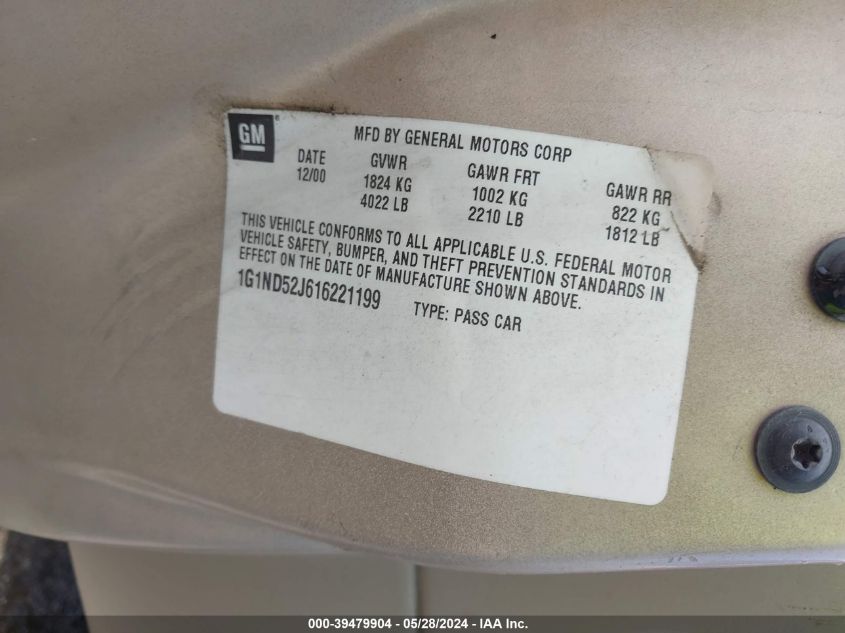 GM
MFD BY GENERAL MOTORS CORP
DATE GVWR GAWR FRT GAWR RR
12/00 1824 KG 1002 KG 822 KG
4022 LB 2210 LB 1812 LB
THIS VEHICLE CONFORMS TO ALL APPLICABLE U.S. FEDERAL MOTOR
VEHICLE SAFETY, BUMPER, AND THEFT PREVENTION STANDARDS IN
EFFECT ON THE DATE OF MANUFACTURE SHOWN ABOVE.
1G1ND52J616221199 TYPE: PASS CAR
000-39479904 - 05/28/2024 - IAA Inc.